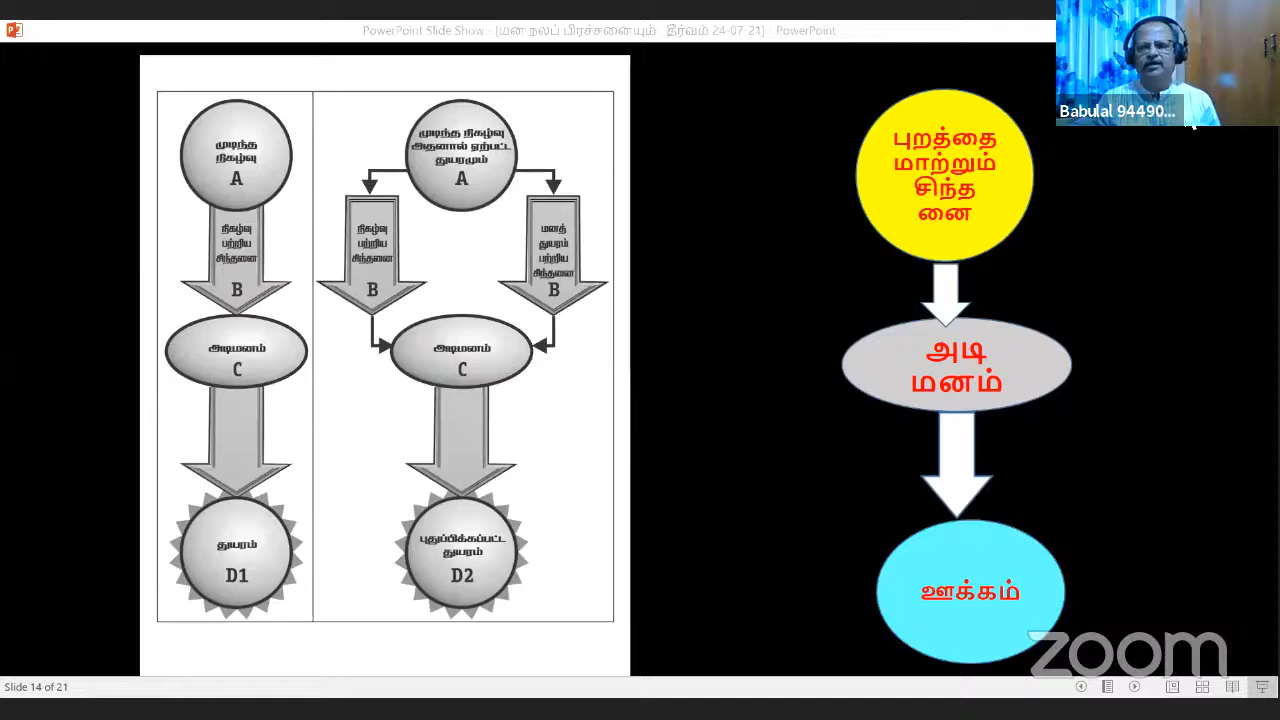 PowerPoint Slide Show - [மன நலப் பிரச்சனையும் தீர்வும் 24-07-21] - PowerPoint
Babulal 94490...
முடிந்த
நிகழ்வு
A
நிகழ்வு
பற்றிய
சிந்தனை
B
அடிமனம்
C
துயரம்
D1
முடிந்த நிகழ்வு
அதனால் ஏற்பட்ட
துயரமும்
A
நிகழ்வு
பற்றிய
சிந்தனை
B
மனத்
துயரம்
பற்றிய
சிந்தனை
B
அடிமனம்
C
புதுப்பிக்கப்பட்ட
துயரம்
D2
புறத்தை
மாற்றும்
சிந்த
னை
அடி
மனம்
ஊக்கம்
zoom
Slide 14 of 21